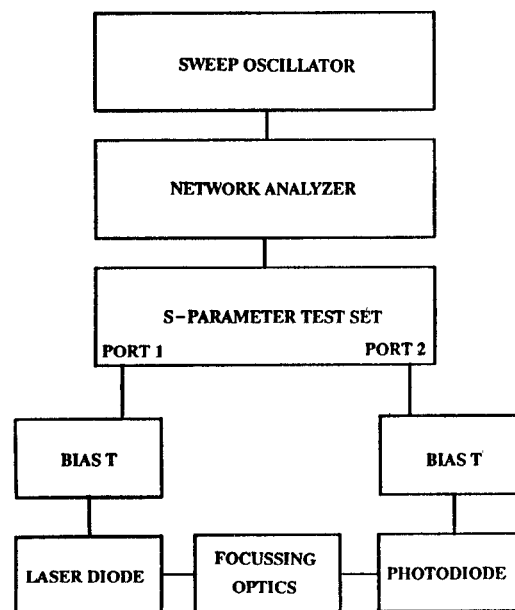 SWEEP OSCILLATOR
NETWORK ANALYZER
S-PARAMETER TEST SET
PORT 1
PORT 2
BIAS T
BIAS T
LASER DIODE
FOCUSSING
OPTICS
PHOTODIODE